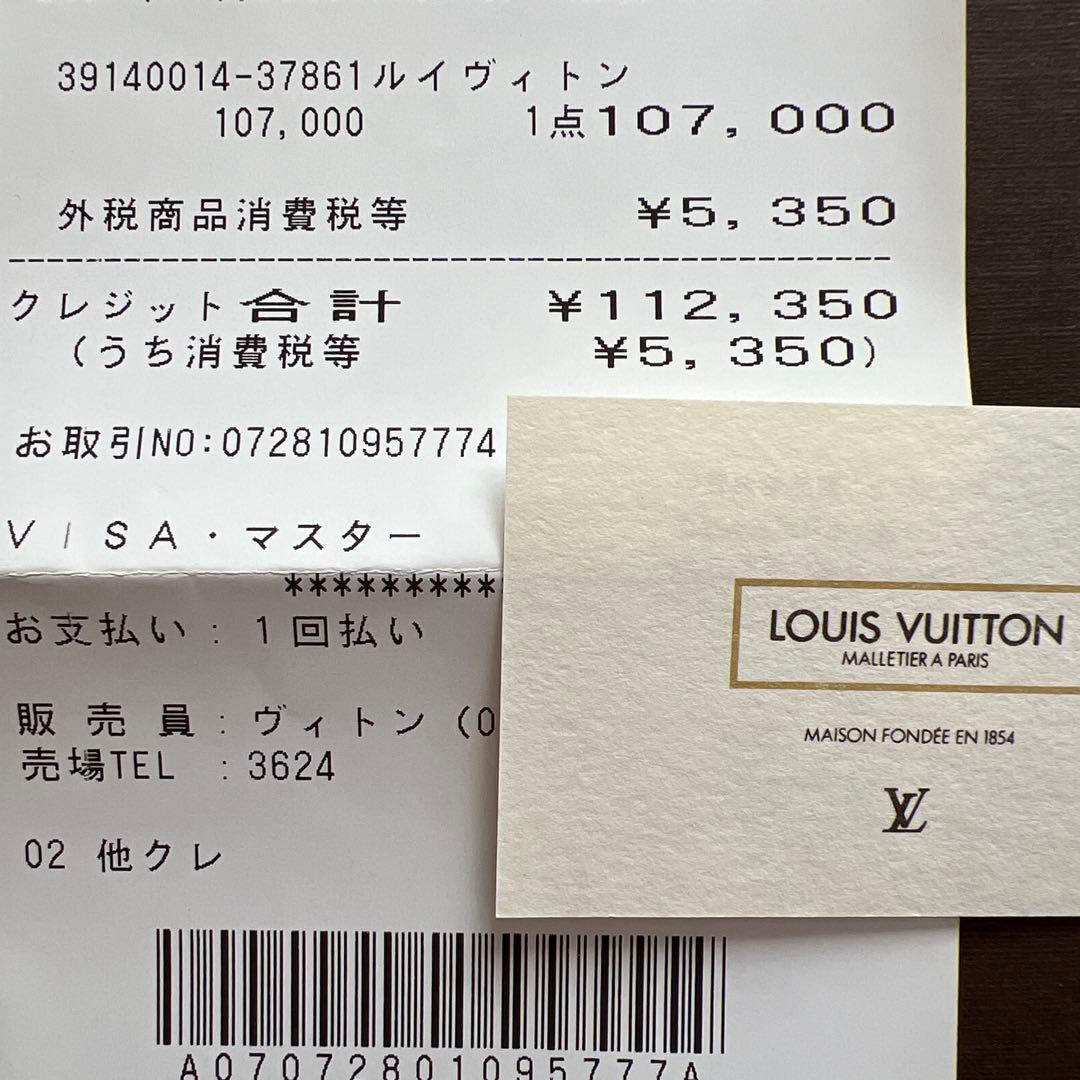 39140014-37861ルイヴィトン
107,000 1点107,000
外税商品消費税等 ¥5,350
クレジット合計 ¥112,350
(うち消費税等 ¥5,350)
お取引NO:072810957774
VISA・マスター
*********
お支払い:1回払い
販売員:ヴィトン(0
売場TEL :3624
02 他クレ
A070728010957774A
LOUIS VUITTON
MALLETIER A PARIS
MAISON FONDÉE EN 1854
LV